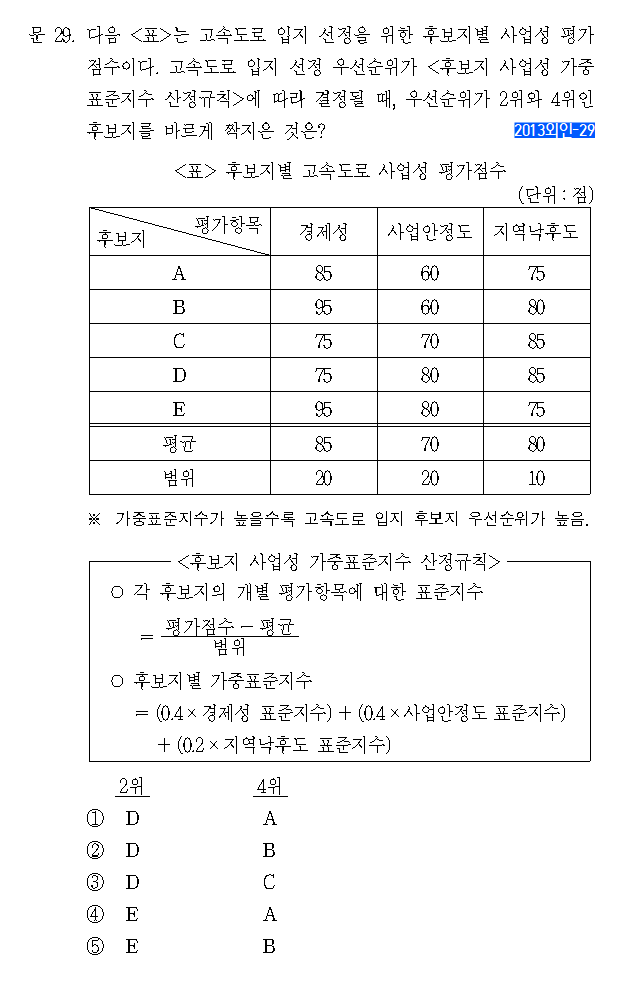 문 29. 다음 <표>는 고속도로 입지 선정을 위한 후보지별 사업성 평가
점수이다. 고속도로 입지 선정 우선순위가 <후보지 사업성 가중
표준지수 산정규칙>에 따라 결정될 때, 우선순위가 2위와 4위인
후보지를 바르게 짝지은 것은? 2013외인-29
<표> 후보지별 고속도로 사업성 평가점수
(단위 : 점)
후보지 평가항목 경제성 사업안정도 지역낙후도
A 85 60 75
B 95 60 80
C 75 70 85
D 75 80 85
E 95 80 75
평균 85 70 80
범위 20 20 10
※ 가중표준지수가 높을수록 고속도로 입지 후보지 우선순위가 높음.
<후보지 사업성 가중표준지수 산정규칙>
○ 각 후보지의 개별 평가항목에 대한 표준지수
= 평가점수 − 평균
범위
○ 후보지별 가중표준지수
= (0.4 × 경제성 표준지수) + (0.4 × 사업안정도 표준지수)
+ (0.2 × 지역낙후도 표준지수)
2위 4위
① D A
② D B
③ D C
④ E A
⑤ E B